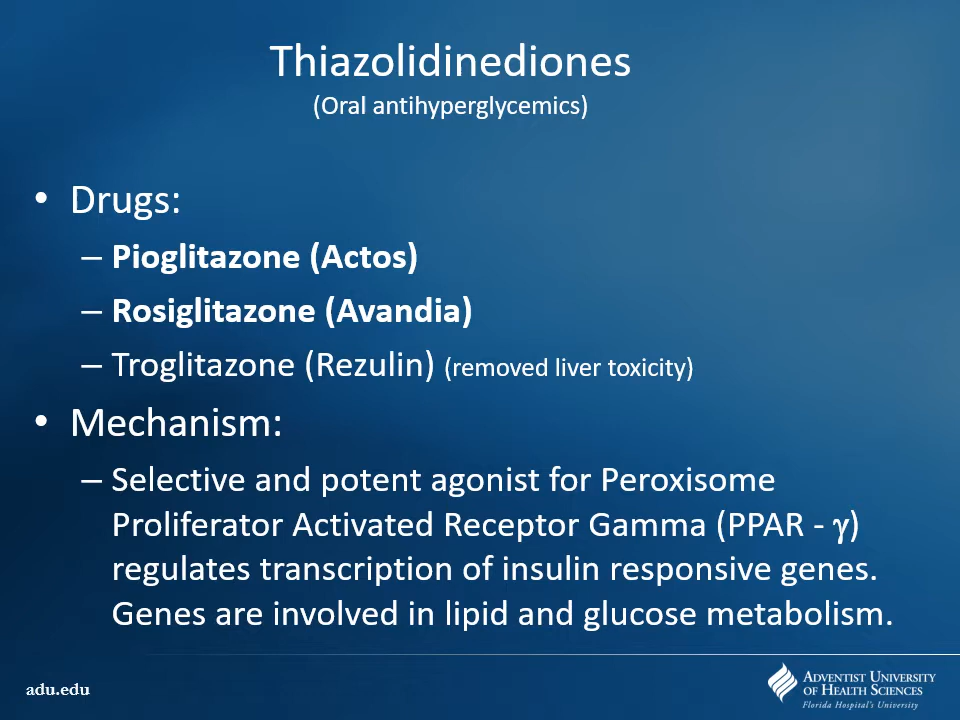 Thiazolidinediones
(Oral antihyperglycemics)
• Drugs:
– Pioglitazone (Actos)
– Rosiglitazone (Avandia)
– Troglitazone (Rezulin) (removed liver toxicity)
• Mechanism:
– Selective and potent agonist for Peroxisome
Proliferator Activated Receptor Gamma (PPAR - γ)
regulates transcription of insulin responsive genes.
Genes are involved in lipid and glucose metabolism.
adu.edu
Adventist University
of Health Sciences
Florida Hospital's University